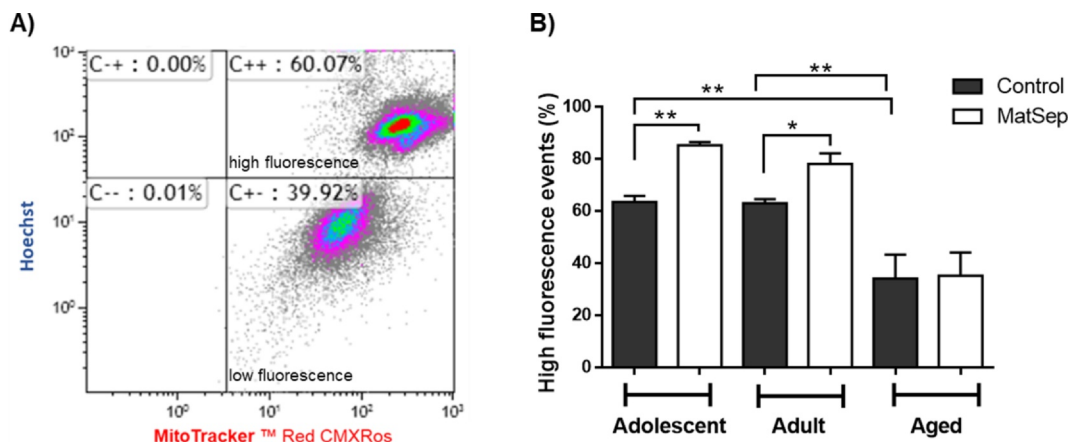 A)
10³
C-+ : 0.00%
C++ : 60.07%
10²
high fluorescence
C-- : 0.01%
C+- : 39.92%
10¹
10⁰
low fluorescence
Hoechst
10⁰
10¹
10²
10³
MitoTracker ™ Red CMXRos
B)
**
**
**
*
Control
MatSep
High fluorescence events (%)
100
80
60
40
20
0
Adolescent
Adult
Aged